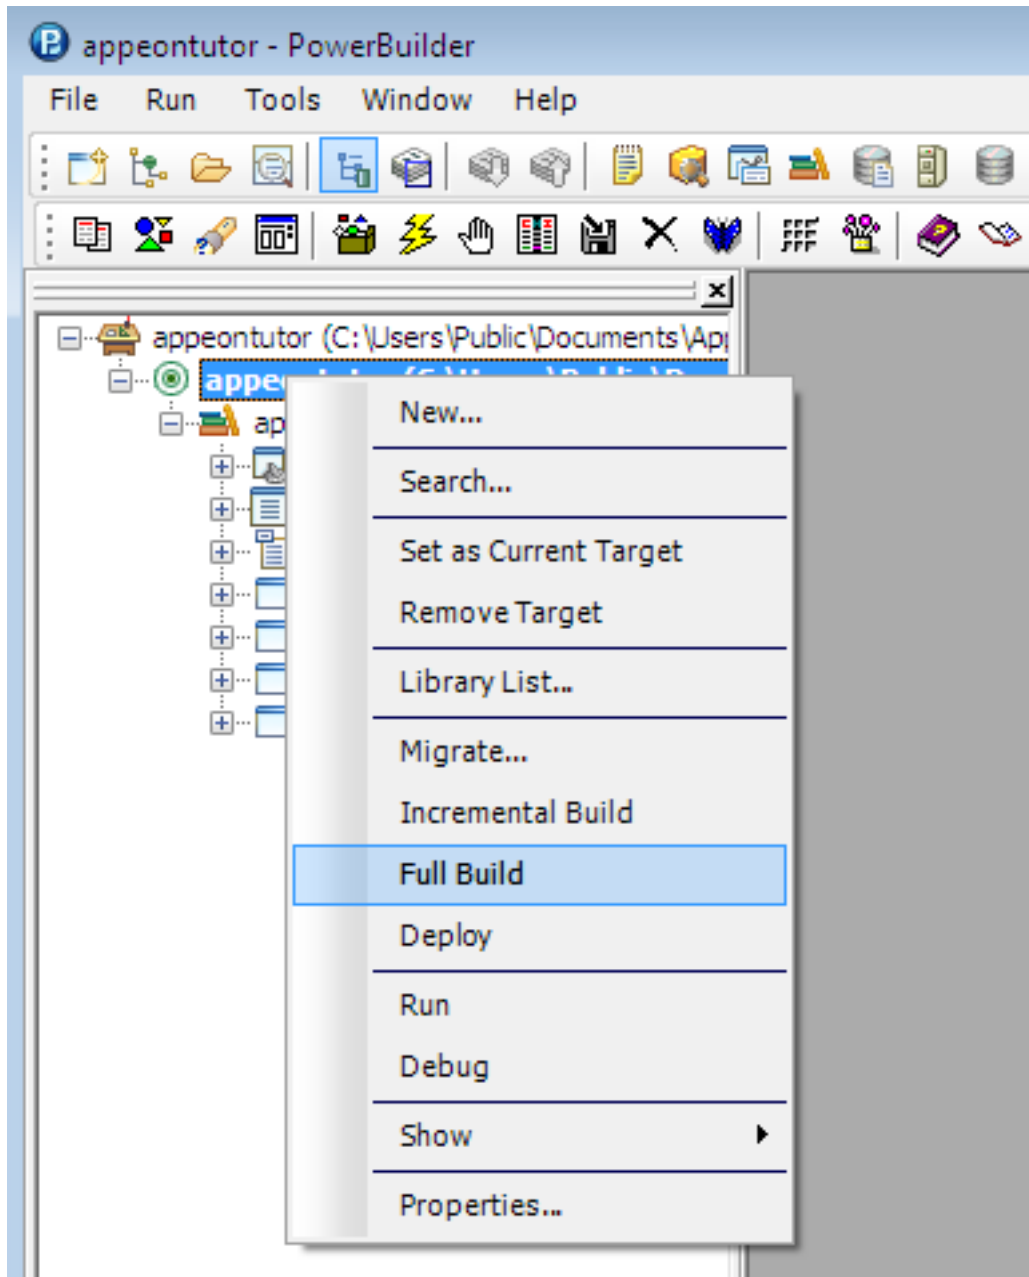 appeontutor - PowerBuilder
File Run Tools Window Help
appeontutor (C:\Users\Public\Documents\Ap
New...
Search...
Set as Current Target
Remove Target
Library List...
Migrate...
Incremental Build
Full Build
Deploy
Run
Debug
Show
Properties...